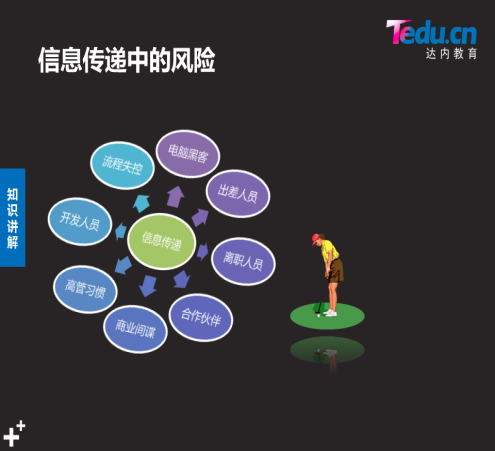 Tedu.cn
达内教育
信息传递中的风险
知识讲解
电脑黑客
流程失控
出差人员
开发人员
信息传递
离职人员
高管习惯
合作伙伴
商业间谍